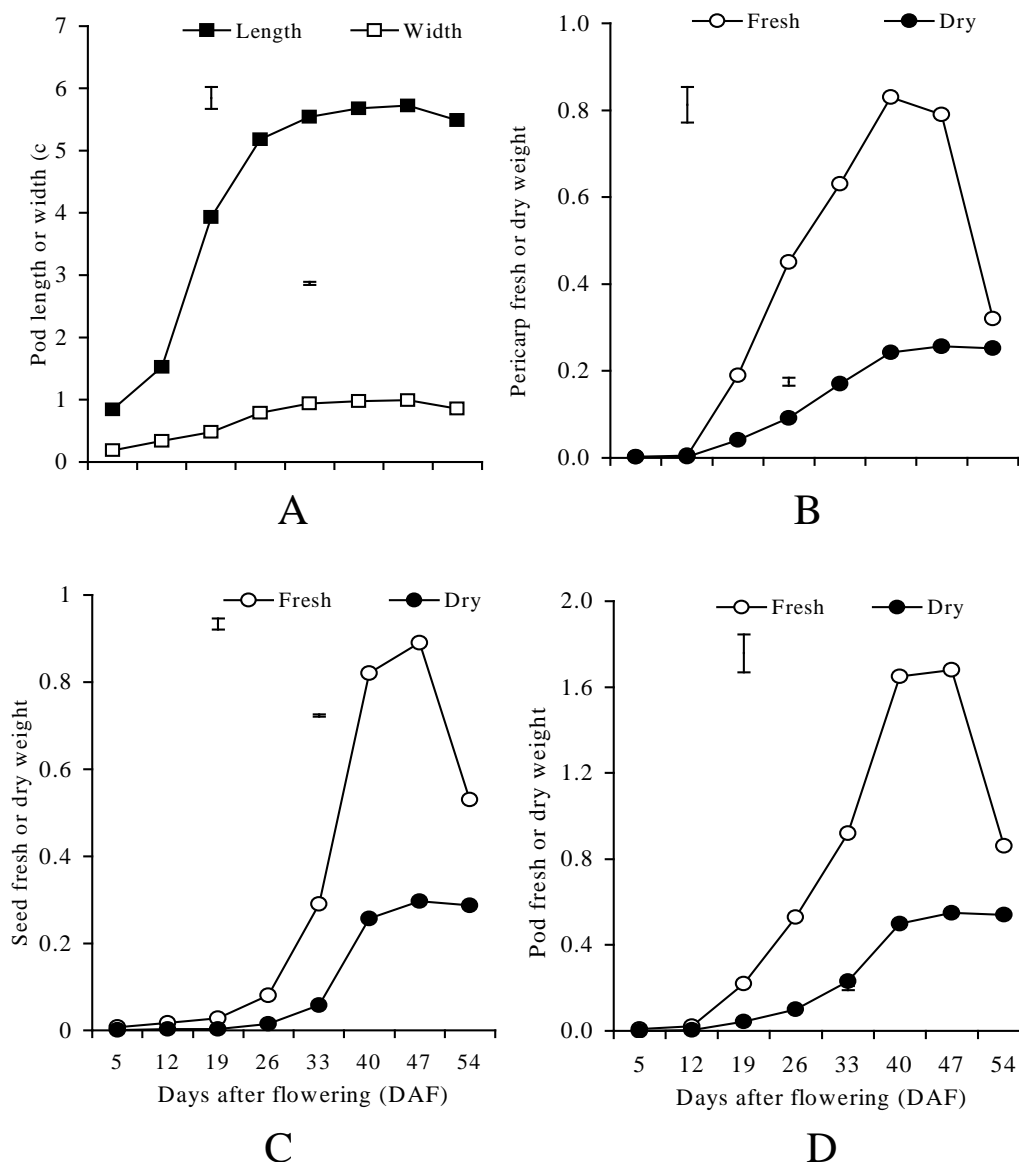 Length Width
7
6
5
4
3
2
1
0
Pod length or width (c
A
Fresh Dry
1.0
0.8
0.6
0.4
0.2
0.0
Pericarp fresh or dry weight
B
Fresh Dry
1
0.8
0.6
0.4
0.2
0
Seed fresh or dry weight
5 12 19 26 33 40 47 54
Days after flowering (DAF)
C
Fresh Dry
2.0
1.6
1.2
0.8
0.4
0.0
Pod fresh or dry weight
5 12 19 26 33 40 47 54
Days after flowering (DAF)
D